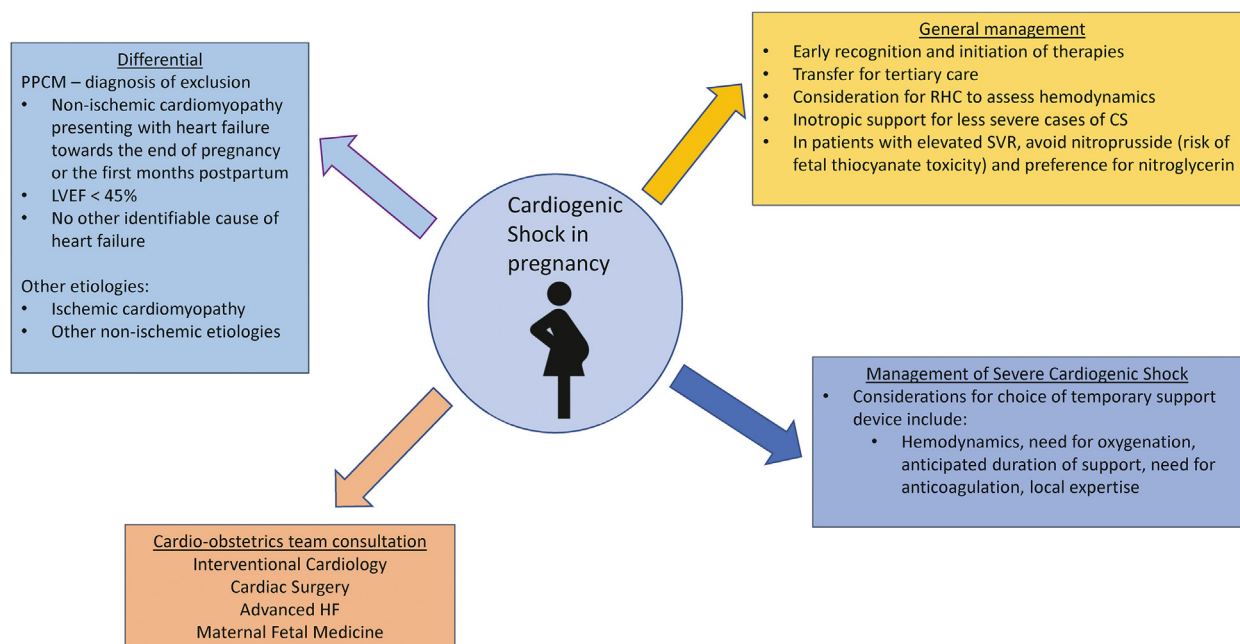 Differential
PPCM – diagnosis of exclusion
• Non-ischemic cardiomyopathy
presenting with heart failure
towards the end of pregnancy
or the first months postpartum
• LVEF < 45%
• No other identifiable cause of
heart failure
Other etiologies:
• Ischemic cardiomyopathy
• Other non-ischemic etiologies
General management
• Early recognition and initiation of therapies
• Transfer for tertiary care
• Consideration for RHC to assess hemodynamics
• Inotropic support for less severe cases of CS
• In patients with elevated SVR, avoid nitroprusside (risk of
fetal thiocyanate toxicity) and preference for nitroglycerin
Cardiogenic
Shock in
pregnancy
Management of Severe Cardiogenic Shock
• Considerations for choice of temporary support
device include:
• Hemodynamics, need for oxygenation,
anticipated duration of support, need for
anticoagulation, local expertise
Cardio-obstetrics team consultation
Interventional Cardiology
Cardiac Surgery
Advanced HF
Maternal Fetal Medicine